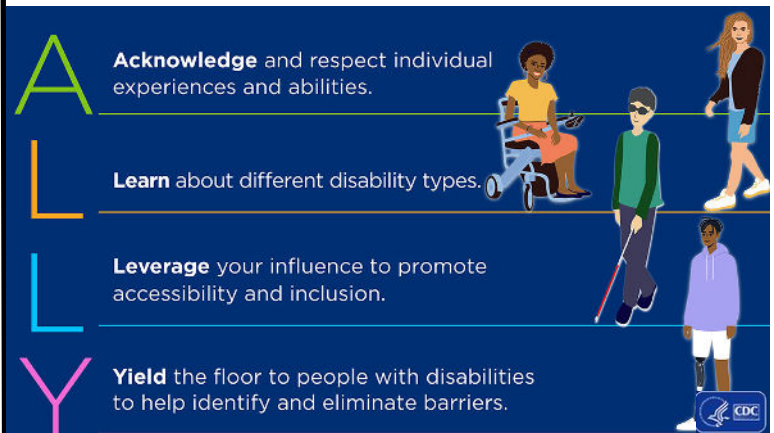 A
Acknowledge and respect individual
experiences and abilities.
L
Learn about different disability types.
L
Leverage your influence to promote
accessibility and inclusion.
Y
Yield the floor to people with disabilities
to help identify and eliminate barriers.
CDC